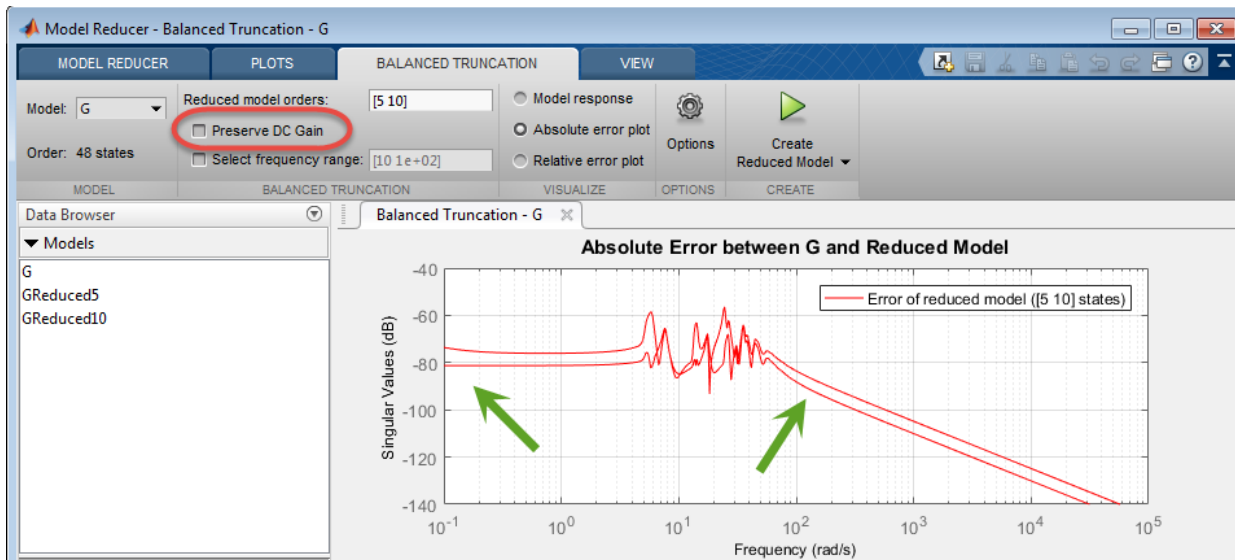 Model Reducer - Balanced Truncation - G
MODEL REDUCER
PLOTS
BALANCED TRUNCATION
VIEW
Model: G
Order: 48 states
MODEL
Reduced model orders: [5 10]
Preserve DC Gain
Select frequency range: [10 1e+02]
BALANCED TRUNCATION
Model response
Absolute error plot
Relative error plot
VISUALIZE
Options
OPTIONS
Create
Reduced Model
CREATE
Data Browser
Models
G
GReduced5
GReduced10
Balanced Truncation - G
Absolute Error between G and Reduced Model
Error of reduced model ([5 10] states)
Singular Values (dB)
-40
-60
-80
-100
-120
-140
10^-1 10^0 10^1 10^2 10^3 10^4 10^5
Frequency (rad/s)